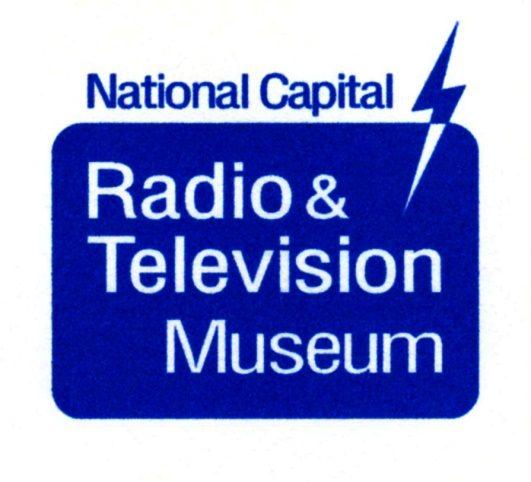 National Capital
Radio &
Television
Museum